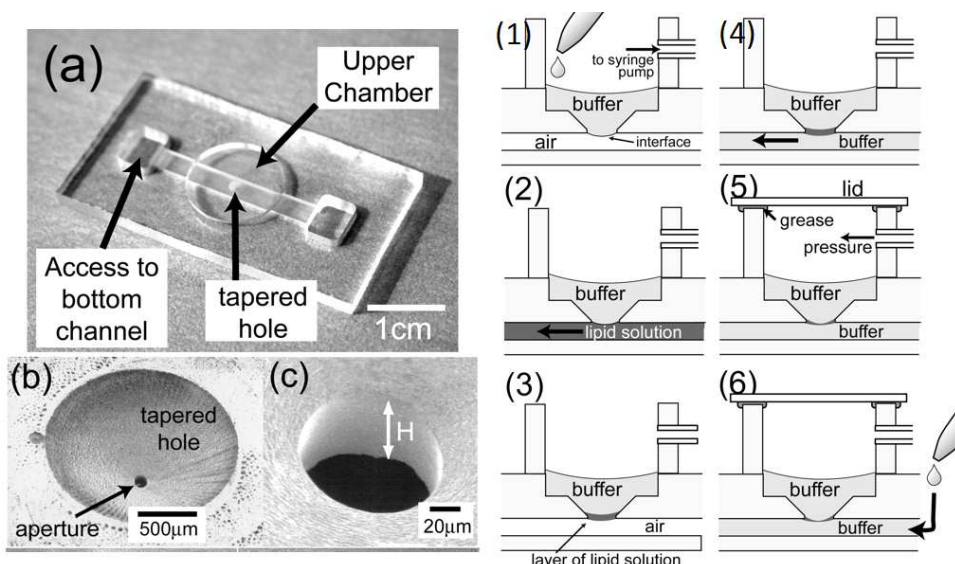 (a)
Upper
Chamber
Access to
bottom
channel
tapered
hole
1cm
(b)
tapered
hole
aperture
500μm
(c)
H
20μm
(1)
to syringe
pump
buffer
air
interface
(2)
buffer
lipid solution
(3)
buffer
air
layer of lipid solution
(4)
buffer
buffer
(5)
lid
grease
pressure
buffer
buffer
(6)
buffer
buffer